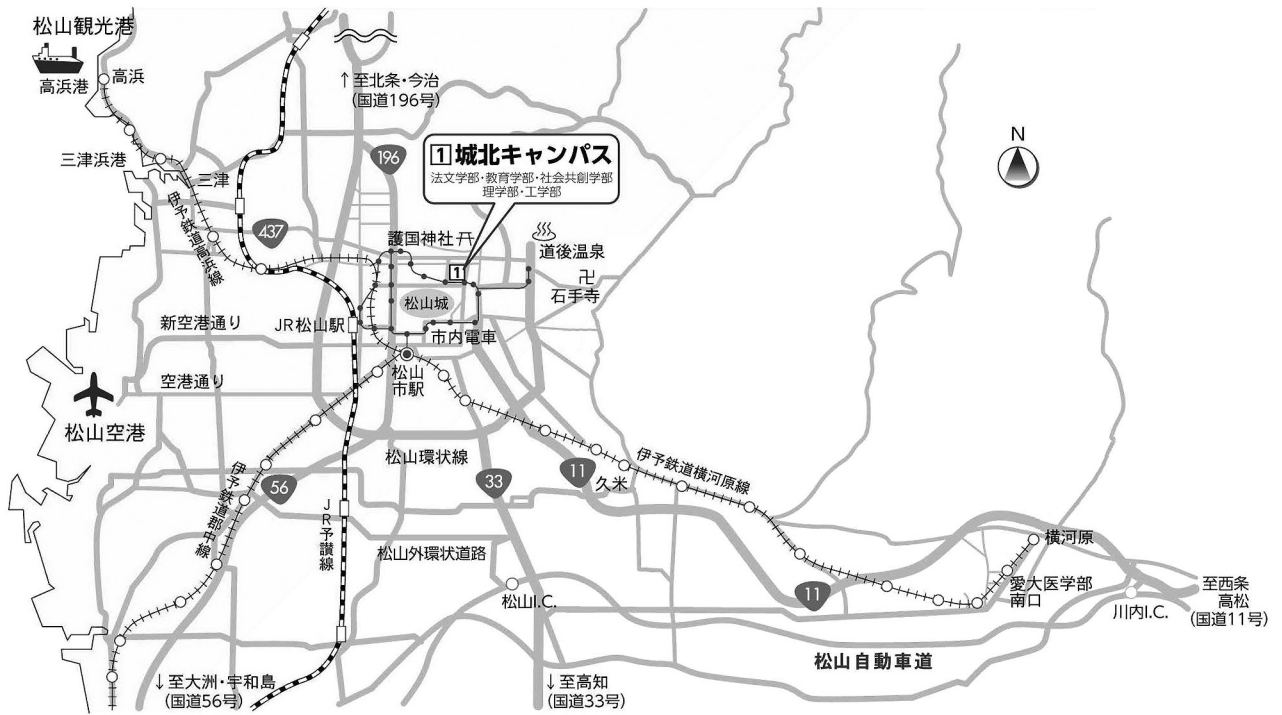 松山観光港
高浜港
高浜
↑至北条・今治
(国道196号)
三津浜港
三津
196
1 城北キャンパス
法文学部・教育学部・社会共創学部
理学部・工学部
N
伊予鉄道高浜線
437
護国神社
道後温泉
1
石手寺
松山城
新空港通り
JR松山駅
市内電車
空港通り
松山
市駅
松山空港
松山環状線
伊予鉄道郡中線
56
33
11
久米
伊予鉄道横河原線
JR予讃線
松山外環状道路
横河原
愛大医学部
南口
11
松山I.C.
川内I.C.
至西条
高松
(国道11号)
松山自動車道
↓至大洲・宇和島
(国道56号)
↓至高知
(国道33号)